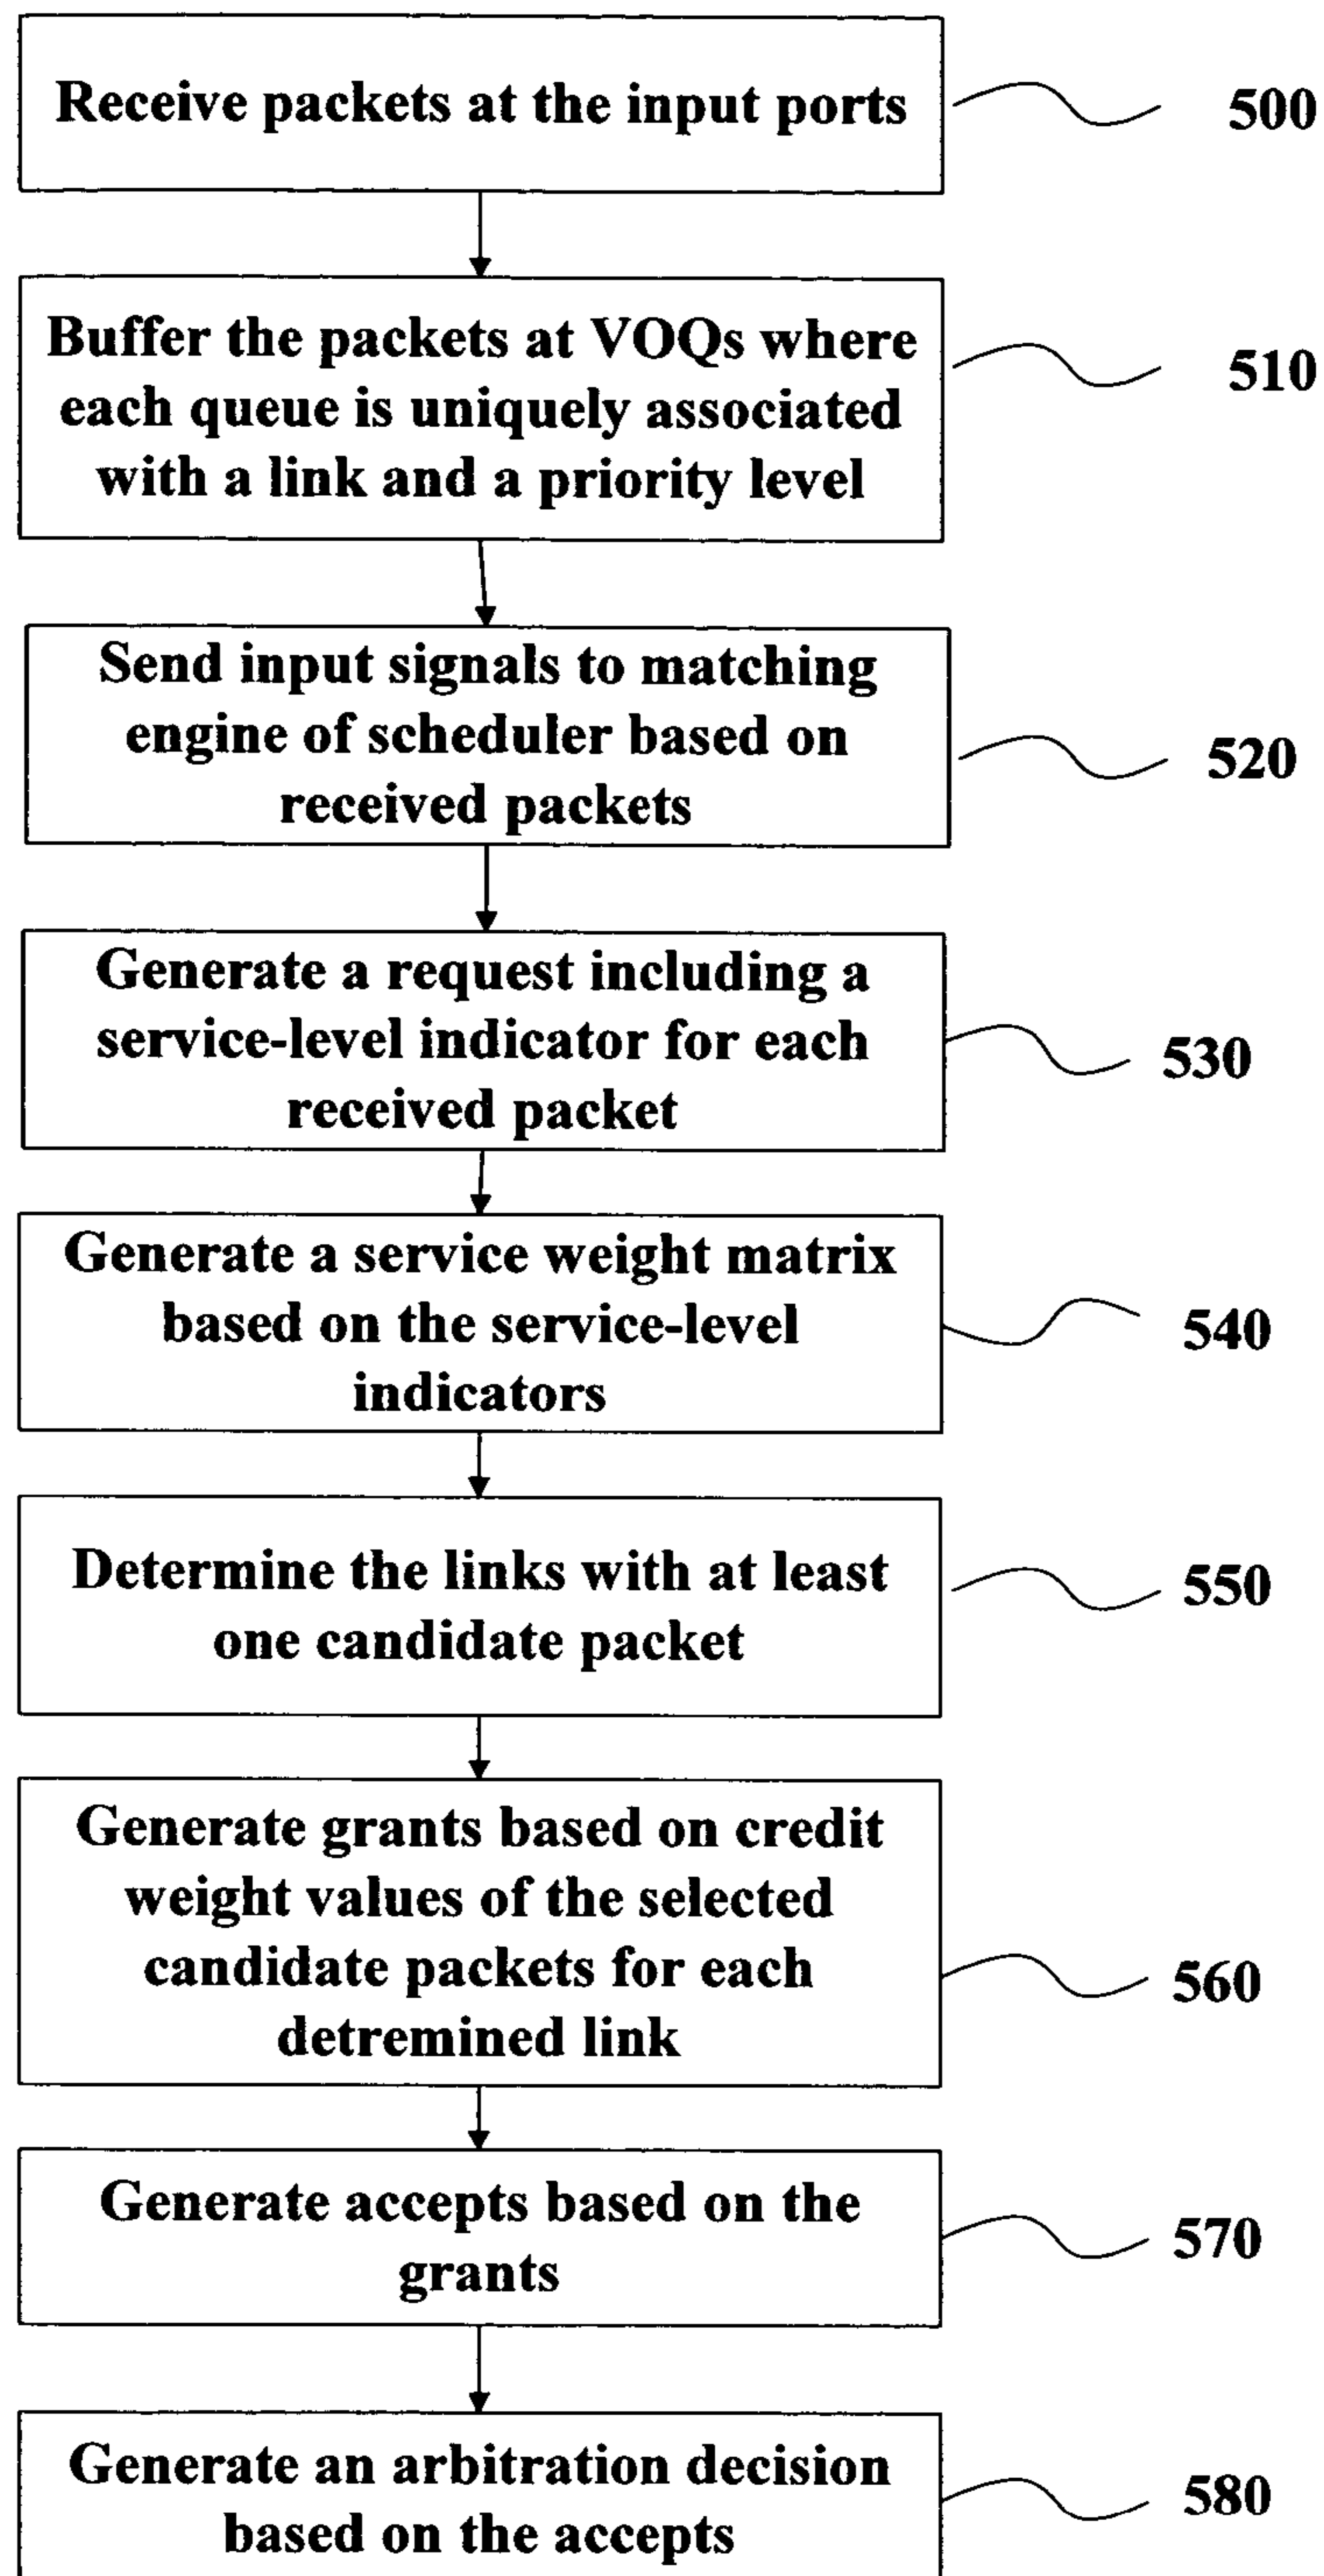 Receive packets at the input ports
500
Buffer the packets at VOQs where
each queue is uniquely associated
with a link and a priority level
510
Send input signals to matching
engine of scheduler based on
received packets
520
Generate a request including a
service-level indicator for each
received packet
530
Generate a service weight matrix
based on the service-level
indicators
540
Determine the links with at least
one candidate packet
550
Generate grants based on credit
weight values of the selected
candidate packets for each
detremined link
560
Generate accepts based on the
grants
570
Generate an arbitration decision
based on the accepts
580